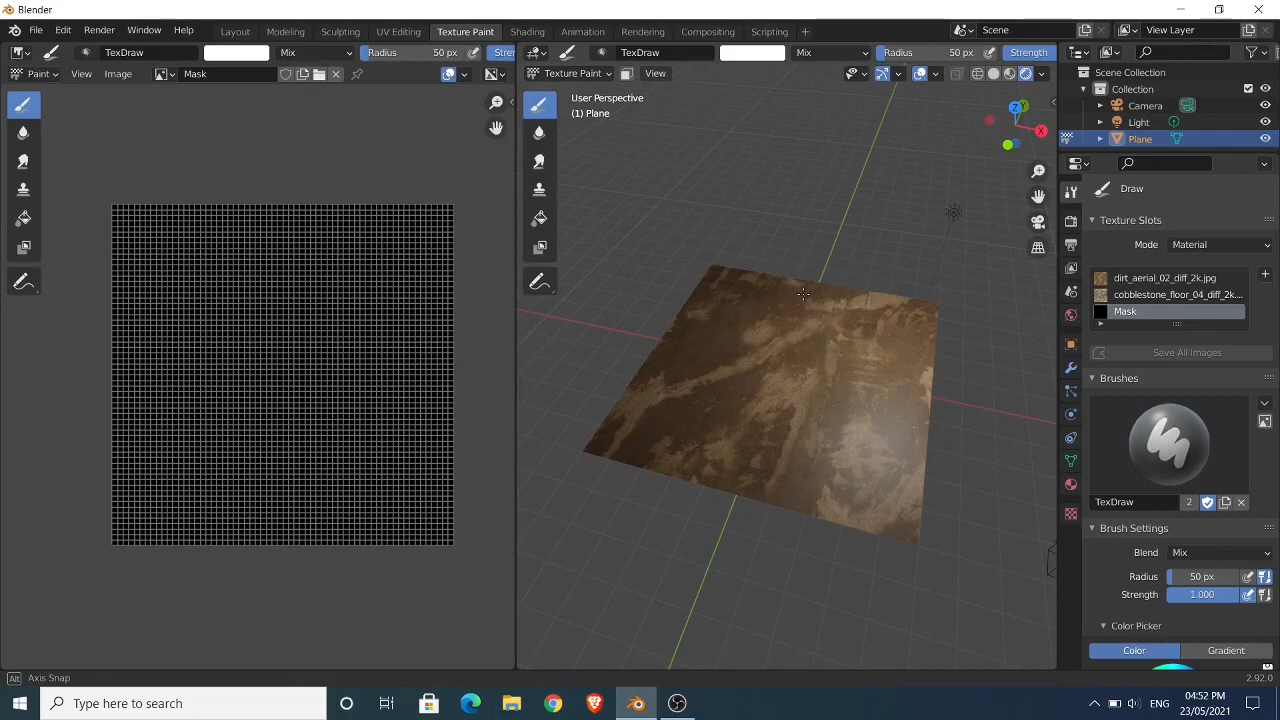 Blender
File Edit Render Window Help Layout Modeling Sculpting UV Editing Texture Paint Shading Animation Rendering Compositing Scripting + Scene View Layer
TexDraw Mix Radius 50 px Stren TexDraw Mix Radius 50 px Strength
Paint View Image Mask Texture Paint View
User Perspective
(1) Plane
Z
Y
X
Scene Collection
Collection
Camera
Light
Plane
Draw
Texture Slots
Mode Material
dirt_aerial_02_diff_2k.jpg
cobblestone_floor_04_diff_2k...
Mask
Save All Images
Brushes
TexDraw 2
Brush Settings
Blend Mix
Radius 50 px
Strength 1.000
Color Picker
Color Gradient
Alt Axis Snap 2.92.0
Type here to search
ENG
04:52 PM
23/05/2021